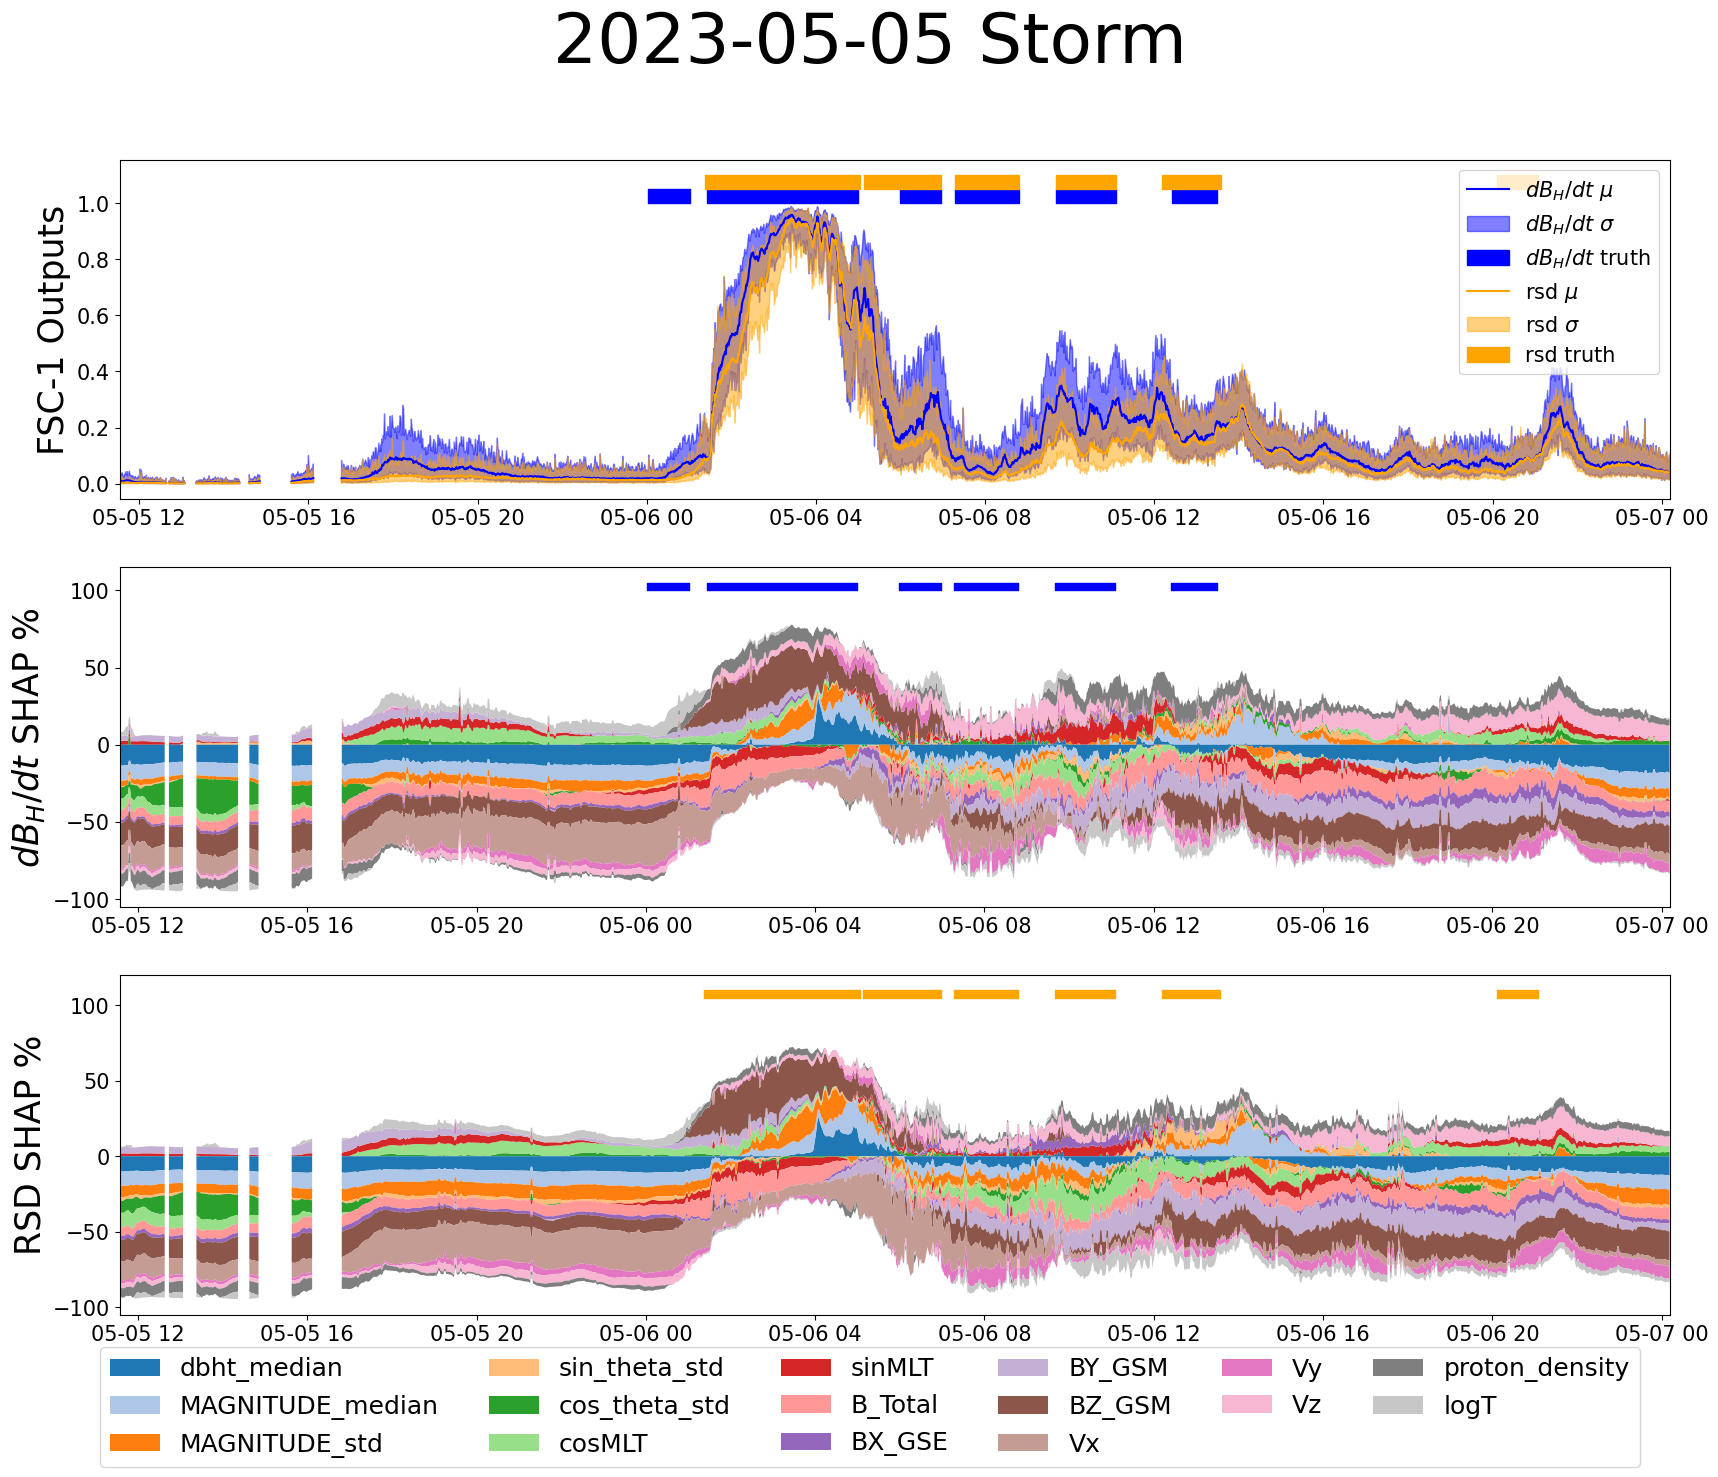 2023-05-05 Storm
FSC-1 Outputs
1.0
0.8
0.6
0.4
0.2
0.0
dB_H/dt μ
dB_H/dt σ
dB_H/dt truth
rsd μ
rsd σ
rsd truth
05-05 12 05-05 16 05-05 20 05-06 00 05-06 04 05-06 08 05-06 12 05-06 16 05-06 20 05-07 00
dB_H/dt SHAP %
100
50
0
−50
−100
05-05 12 05-05 16 05-05 20 05-06 00 05-06 04 05-06 08 05-06 12 05-06 16 05-06 20 05-07 00
RSD SHAP %
100
50
0
−50
−100
05-05 12 05-05 16 05-05 20 05-06 00 05-06 04 05-06 08 05-06 12 05-06 16 05-06 20 05-07 00
dbht_median sin_theta_std sinMLT BY_GSM Vy proton_density
MAGNITUDE_median cos_theta_std B_Total BZ_GSM Vz logT
MAGNITUDE_std cosMLT BX_GSE Vx